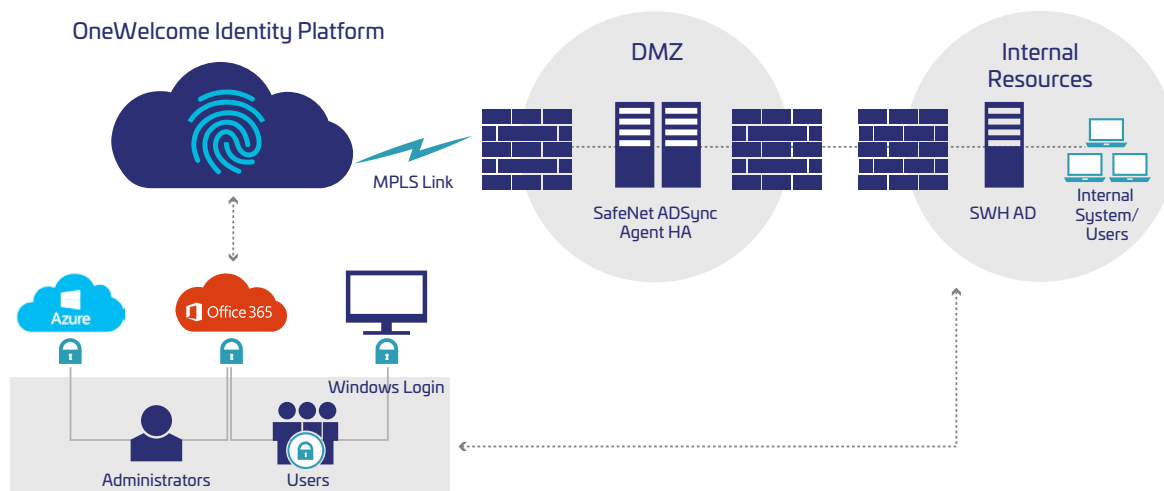 OneWelcome Identity Platform
DMZ
Internal
Resources
MPLS Link
SafeNet ADSync
Agent HA
SWH AD
Internal
System/
Users
Azure
Office 365
Windows Login
Administrators
Users